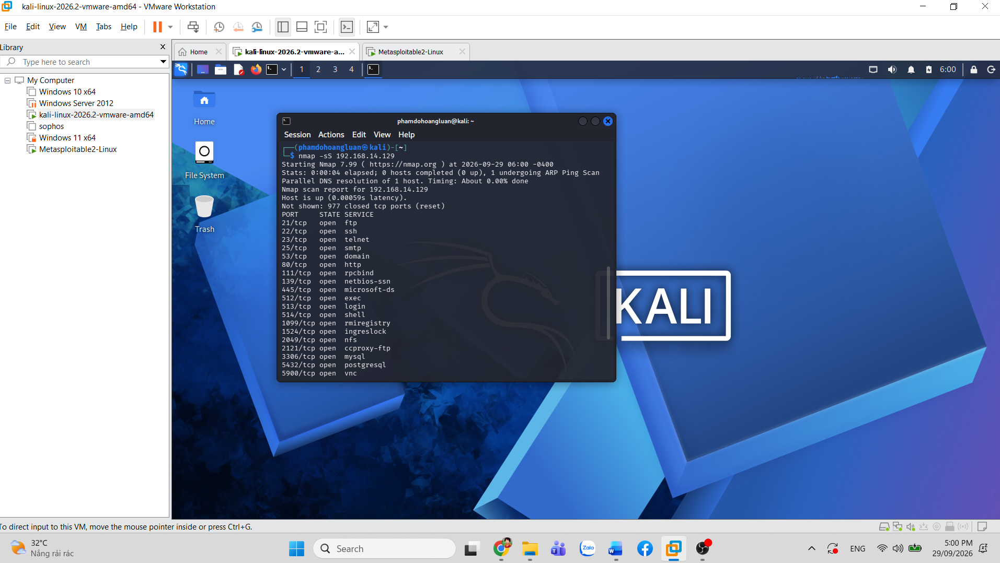 kali-linux-2026.2-vmware-amd64 - VMware Workstation
File Edit View VM Tabs Help
Library
Type here to search
My Computer
Windows 10 x64
Windows Server 2012
kali-linux-2026.2-vmware-amd64
sophos
Windows 11 x64
Metasploitable2-Linux
Home
kali-linux-2026.2-vmware-a...
Metasploitable2-Linux
1 2 3 4
6:00
Home
File System
Trash
KALI
phamdohoangluan@kali: ~
Session Actions Edit View Help
┌──(phamdohoangluan㉿kali)-[~]
└─$ nmap -sS 192.168.14.129
Starting Nmap 7.99 ( https://nmap.org ) at 2026-09-29 06:00 -0400
Stats: 0:00:04 elapsed; 0 hosts completed (0 up), 1 undergoing ARP Ping Scan
Parallel DNS resolution of 1 host. Timing: About 0.00% done
Nmap scan report for 192.168.14.129
Host is up (0.00059s latency).
Not shown: 977 closed tcp ports (reset)
PORT     STATE SERVICE
21/tcp   open  ftp
22/tcp   open  ssh
23/tcp   open  telnet
25/tcp   open  smtp
53/tcp   open  domain
80/tcp   open  http
111/tcp  open  rpcbind
139/tcp  open  netbios-ssn
445/tcp  open  microsoft-ds
512/tcp  open  exec
513/tcp  open  login
514/tcp  open  shell
1099/tcp open  rmiregistry
1524/tcp open  ingreslock
2049/tcp open  nfs
2121/tcp open  ccproxy-ftp
3306/tcp open  mysql
5432/tcp open  postgresql
5900/tcp open  vnc
To direct input to this VM, move the mouse pointer inside or press Ctrl+G.
32°C
Nắng rải rác
Search
Zalo
ENG
5:00 PM
29/09/2026